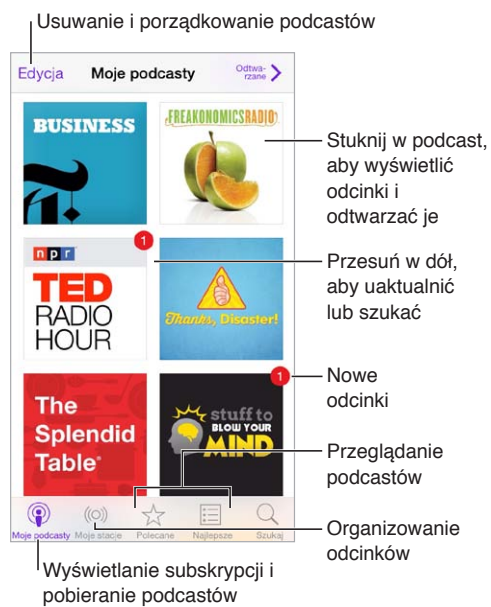 Usuwanie i porządkowanie podcastów
Edycja
Moje podcasty
Odtwa-
rzane
BUSINESS
FREAKONOMICSRADIO
Stuknij w podcast,
aby wyświetlić
odcinki i
odtwarzać je
npr
1
TED
RADIO
HOUR
Thanks, Disaster!
Przesuń w dół,
aby uaktualnić
lub szukać
The
Splendid
Table
1
stuff to
BLOW YOUR
MIND
Nowe
odcinki
Przeglądanie
podcastów
Moje podcasty
Moje stacje
Polecane
Najlepsze
Szukaj
Organizowanie
odcinków
Wyświetlanie subskrypcji i
pobieranie podcastów